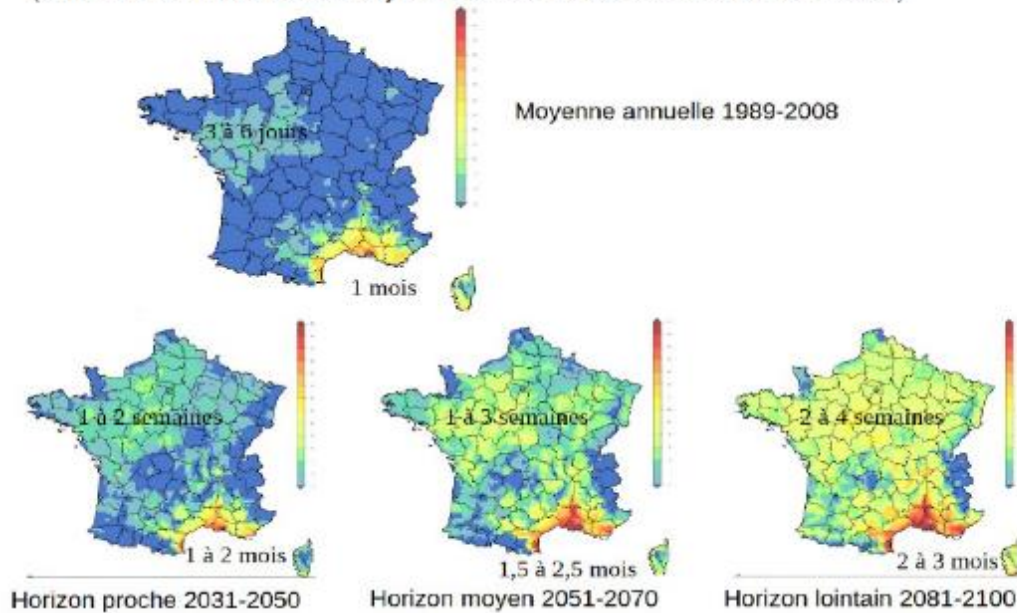 Moyenne annuelle 1989-2008
3 à 6 jours
1 mois
1 à 2 semaines
1 à 3 semaines
2 à 4 semaines
1 à 2 mois
1,5 à 2,5 mois
2 à 3 mois
Horizon proche 2031-2050
Horizon moyen 2051-2070
Horizon lointain 2081-2100